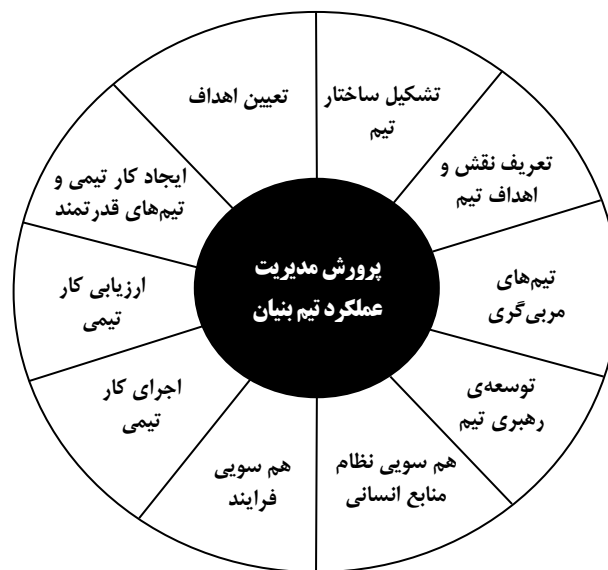 تشکیل ساختار
تیم
تعریف نقش و
اهداف تیم
تیم‌های
مربی‌گری
توسعه‌ی
رهبری تیم
هم سویی نظام
منابع انسانی
هم سویی
فرایند
اجرای کار
تیمی
ارزیابی کار
تیمی
ایجاد کار تیمی و
تیم‌های قدرتمند
تعیین اهداف
پرورش مدیریت
عملکرد تیم بنیان